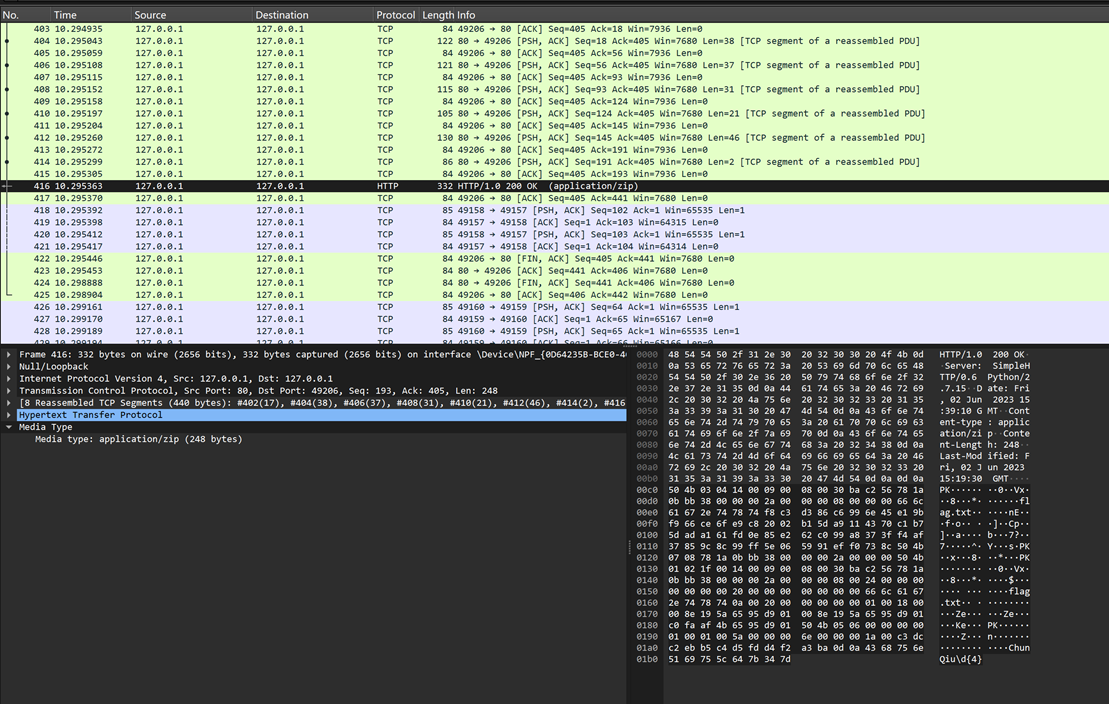 No. Time Source Destination Protocol Length Info
403 10.294935 127.0.0.1 127.0.0.1 TCP 84 49206 → 80 [ACK] Seq=405 Ack=18 Win=7936 Len=0
404 10.295043 127.0.0.1 127.0.0.1 TCP 122 80 → 49206 [PSH, ACK] Seq=18 Ack=405 Win=7680 Len=38 [TCP segment of a reassembled PDU]
405 10.295059 127.0.0.1 127.0.0.1 TCP 84 49206 → 80 [ACK] Seq=405 Ack=56 Win=7936 Len=0
406 10.295108 127.0.0.1 127.0.0.1 TCP 121 80 → 49206 [PSH, ACK] Seq=56 Ack=405 Win=7680 Len=37 [TCP segment of a reassembled PDU]
407 10.295115 127.0.0.1 127.0.0.1 TCP 84 49206 → 80 [ACK] Seq=405 Ack=93 Win=7936 Len=0
408 10.295152 127.0.0.1 127.0.0.1 TCP 115 80 → 49206 [PSH, ACK] Seq=93 Ack=405 Win=7680 Len=31 [TCP segment of a reassembled PDU]
409 10.295158 127.0.0.1 127.0.0.1 TCP 84 49206 → 80 [ACK] Seq=405 Ack=124 Win=7936 Len=0
410 10.295197 127.0.0.1 127.0.0.1 TCP 105 80 → 49206 [PSH, ACK] Seq=124 Ack=405 Win=7680 Len=21 [TCP segment of a reassembled PDU]
411 10.295204 127.0.0.1 127.0.0.1 TCP 84 49206 → 80 [ACK] Seq=405 Ack=145 Win=7936 Len=0
412 10.295260 127.0.0.1 127.0.0.1 TCP 130 80 → 49206 [PSH, ACK] Seq=145 Ack=405 Win=7680 Len=46 [TCP segment of a reassembled PDU]
413 10.295272 127.0.0.1 127.0.0.1 TCP 84 49206 → 80 [ACK] Seq=405 Ack=191 Win=7936 Len=0
414 10.295299 127.0.0.1 127.0.0.1 TCP 86 80 → 49206 [PSH, ACK] Seq=191 Ack=405 Win=7680 Len=2 [TCP segment of a reassembled PDU]
415 10.295305 127.0.0.1 127.0.0.1 TCP 84 49206 → 80 [ACK] Seq=405 Ack=193 Win=7936 Len=0
416 10.295363 127.0.0.1 127.0.0.1 HTTP 332 HTTP/1.0 200 OK (application/zip)
417 10.295370 127.0.0.1 127.0.0.1 TCP 84 49206 → 80 [ACK] Seq=405 Ack=441 Win=7680 Len=0
418 10.295392 127.0.0.1 127.0.0.1 TCP 85 49158 → 49157 [PSH, ACK] Seq=102 Ack=1 Win=65535 Len=1
419 10.295398 127.0.0.1 127.0.0.1 TCP 84 49157 → 49158 [ACK] Seq=1 Ack=103 Win=64315 Len=0
420 10.295412 127.0.0.1 127.0.0.1 TCP 85 49158 → 49157 [PSH, ACK] Seq=103 Ack=1 Win=65535 Len=1
421 10.295417 127.0.0.1 127.0.0.1 TCP 84 49157 → 49158 [ACK] Seq=1 Ack=104 Win=64314 Len=0
422 10.295446 127.0.0.1 127.0.0.1 TCP 84 49206 → 80 [FIN, ACK] Seq=405 Ack=441 Win=7680 Len=0
423 10.295453 127.0.0.1 127.0.0.1 TCP 84 80 → 49206 [ACK] Seq=441 Ack=406 Win=7680 Len=0
424 10.298888 127.0.0.1 127.0.0.1 TCP 84 80 → 49206 [FIN, ACK] Seq=441 Ack=406 Win=7680 Len=0
425 10.298904 127.0.0.1 127.0.0.1 TCP 84 49206 → 80 [ACK] Seq=406 Ack=442 Win=7680 Len=0
426 10.299161 127.0.0.1 127.0.0.1 TCP 85 49160 → 49159 [PSH, ACK] Seq=64 Ack=1 Win=65535 Len=1
427 10.299170 127.0.0.1 127.0.0.1 TCP 84 49159 → 49160 [ACK] Seq=1 Ack=65 Win=65167 Len=0
428 10.299189 127.0.0.1 127.0.0.1 TCP 85 49160 → 49159 [PSH, ACK] Seq=65 Ack=1 Win=65535 Len=1
Frame 416: 332 bytes on wire (2656 bits), 332 bytes captured (2656 bits) on interface \Device\NPF_{0D64235B-BCE0-4
Null/Loopback
Internet Protocol Version 4, Src: 127.0.0.1, Dst: 127.0.0.1
Transmission Control Protocol, Src Port: 80, Dst Port: 49206, Seq: 193, Ack: 405, Len: 248
[8 Reassembled TCP Segments (440 bytes): #402(17), #404(38), #406(37), #408(31), #410(21), #412(46), #414(2), #416
Hypertext Transfer Protocol
Media Type
Media type: application/zip (248 bytes)
0000 48 54 54 50 2f 31 2e 30 20 32 30 30 20 4f 4b 0d HTTP/1.0 200 OK·
0010 0a 53 65 72 76 65 72 3a 20 53 69 6d 70 6c 65 48 ·Server: SimpleH
0020 54 54 50 2f 30 2e 36 20 50 79 74 68 6f 6e 2f 32 TTP/0.6 Python/2
0030 2e 37 2e 31 35 0d 0a 44 61 74 65 3a 20 46 72 69 .7.15··D ate: Fri
0040 2c 20 30 32 20 4a 75 6e 20 32 30 32 33 20 31 35 , 02 Jun 2023 15
0050 3a 33 39 3a 31 30 20 47 4d 54 0d 0a 43 6f 6e 74 :39:10 G MT··Cont
0060 65 6e 74 2d 74 79 70 65 3a 20 61 70 70 6c 69 63 ent-type : applic
0070 61 74 69 6f 6e 2f 7a 69 70 0d 0a 43 6f 6e 74 65 ation/zi p··Conte
0080 6e 74 2d 4c 65 6e 67 74 68 3a 20 32 34 38 0d 0a nt-Lengt h: 248··
0090 4c 61 73 74 2d 4d 6f 64 69 66 69 65 64 3a 20 46 Last-Mod ified: F
00a0 72 69 2c 20 30 32 20 4a 75 6e 20 32 30 32 33 20 ri, 02 J un 2023
00b0 31 35 3a 31 39 3a 33 30 20 47 4d 54 0d 0a 0d 0a 15:19:30 GMT····
00c0 50 4b 03 04 14 00 09 00 08 00 30 ba c2 56 78 1a PK······ ··0··Vx·
00d0 0b bb 38 00 00 00 2a 00 00 00 08 00 00 00 66 6c ··8···*· ······fl
00e0 61 67 2e 74 78 74 f8 c3 d3 86 c6 99 6e 45 e1 9b ag.txt·· ····nE··
00f0 f9 66 ce 6f e9 c8 20 02 b1 5d da a9 11 43 70 c1 b7
0100 5d ad a1 61 fd 0e 85 e2 62 c0 99 a8 37 3f f4 af ]··a···· b···7?··
0110 37 85 9c 8c 99 ff 5e 06 59 91 ef f0 73 8c 50 4b 7·····^· Y···s·PK
0120 07 08 78 1a 0b bb 38 00 00 00 2a 00 00 00 50 4b ··x···8· ··*···PK
0130 01 02 1f 00 14 00 09 00 08 00 30 ba c2 56 78 1a ········ ··0··Vx·
0140 0b bb 38 00 00 00 2a 00 00 00 08 00 24 00 00 00 ··8···*· ····$···
0150 00 00 00 00 20 00 00 00 00 00 00 00 66 6c 61 67 ···· ··· ····flag
0160 2e 74 78 74 0a 00 20 00 00 00 00 00 01 00 18 00 .txt·· · ········
0170 00 8e 19 5a 65 95 d9 01 00 8e 19 5a 65 95 d9 01 ···Ze··· ···Ze···
0180 c0 fa af 4b 65 95 d9 01 50 4b 05 06 00 00 00 00 ···Ke··· PK······
0190 01 00 01 00 5a 00 00 00 6e 00 00 00 1a 00 c3 dc ····Z··· n·······
01a0 c2 eb b5 c4 d5 fd d4 f2 a3 ba 0d 0a 43 68 75 6e ········ ····Chun
01b0 51 69 75 5c 64 7b 34 7d Qiu\d{4}